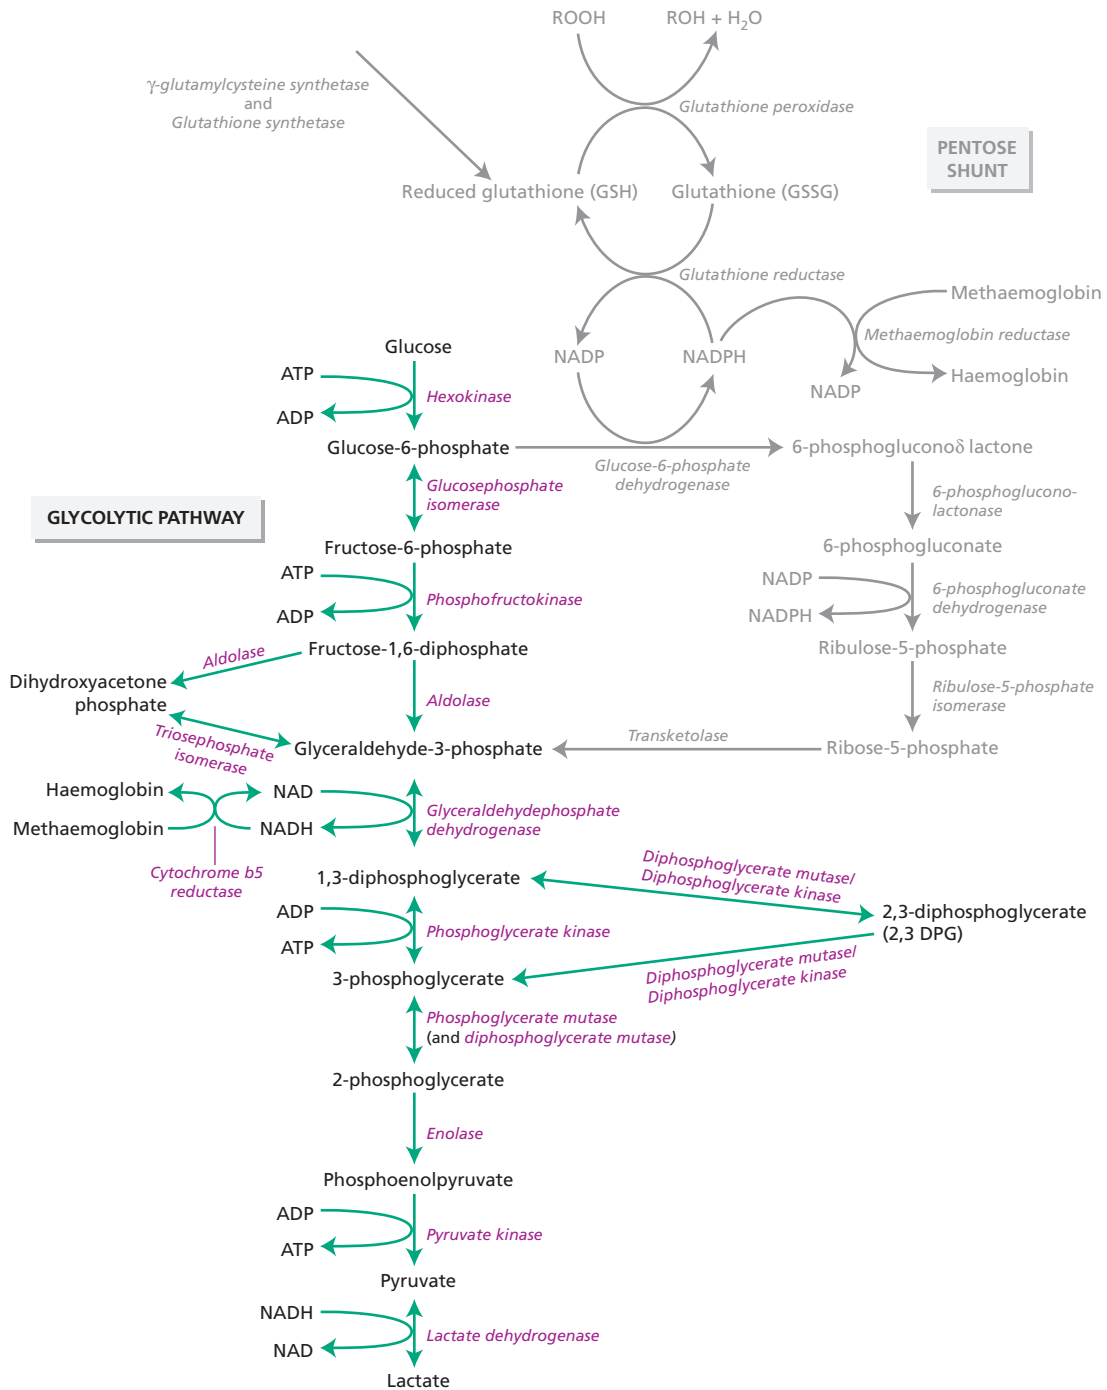 ROOH
ROH + H₂O
γ-glutamylcysteine synthetase
and
Glutathione synthetase
Glutathione peroxidase
PENTOSE
SHUNT
Reduced glutathione (GSH)
Glutathione (GSSG)
Glutathione reductase
Methaemoglobin
Methaemoglobin reductase
Haemoglobin
NADP
NADPH
NADP
Glucose
ATP
ADP
Hexokinase
Glucose-6-phosphate
Glucose-6-phosphate
dehydrogenase
6-phosphogluconoδ lactone
Glucosephosphate
isomerase
6-phosphoglucono-
lactonase
GLYCOLYTIC PATHWAY
Fructose-6-phosphate
6-phosphogluconate
ATP
ADP
Phosphofructokinase
NADP
NADPH
6-phosphogluconate
dehydrogenase
Fructose-1,6-diphosphate
Ribulose-5-phosphate
Aldolase
Dihydroxyacetone
phosphate
Aldolase
Ribulose-5-phosphate
isomerase
Triosephosphate
isomerase
Glyceraldehyde-3-phosphate
Transketolase
Ribose-5-phosphate
Haemoglobin
Methaemoglobin
NAD
NADH
Glyceraldehydephosphate
dehydrogenase
Cytochrome b5
reductase
1,3-diphosphoglycerate
Diphosphoglycerate mutase/
Diphosphoglycerate kinase
2,3-diphosphoglycerate
(2,3 DPG)
ADP
ATP
Phosphoglycerate kinase
3-phosphoglycerate
Diphosphoglycerate mutase/
Diphosphoglycerate kinase
Phosphoglycerate mutase
(and diphosphoglycerate mutase)
2-phosphoglycerate
Enolase
Phosphoenolpyruvate
ADP
ATP
Pyruvate kinase
Pyruvate
NADH
NAD
Lactate dehydrogenase
Lactate